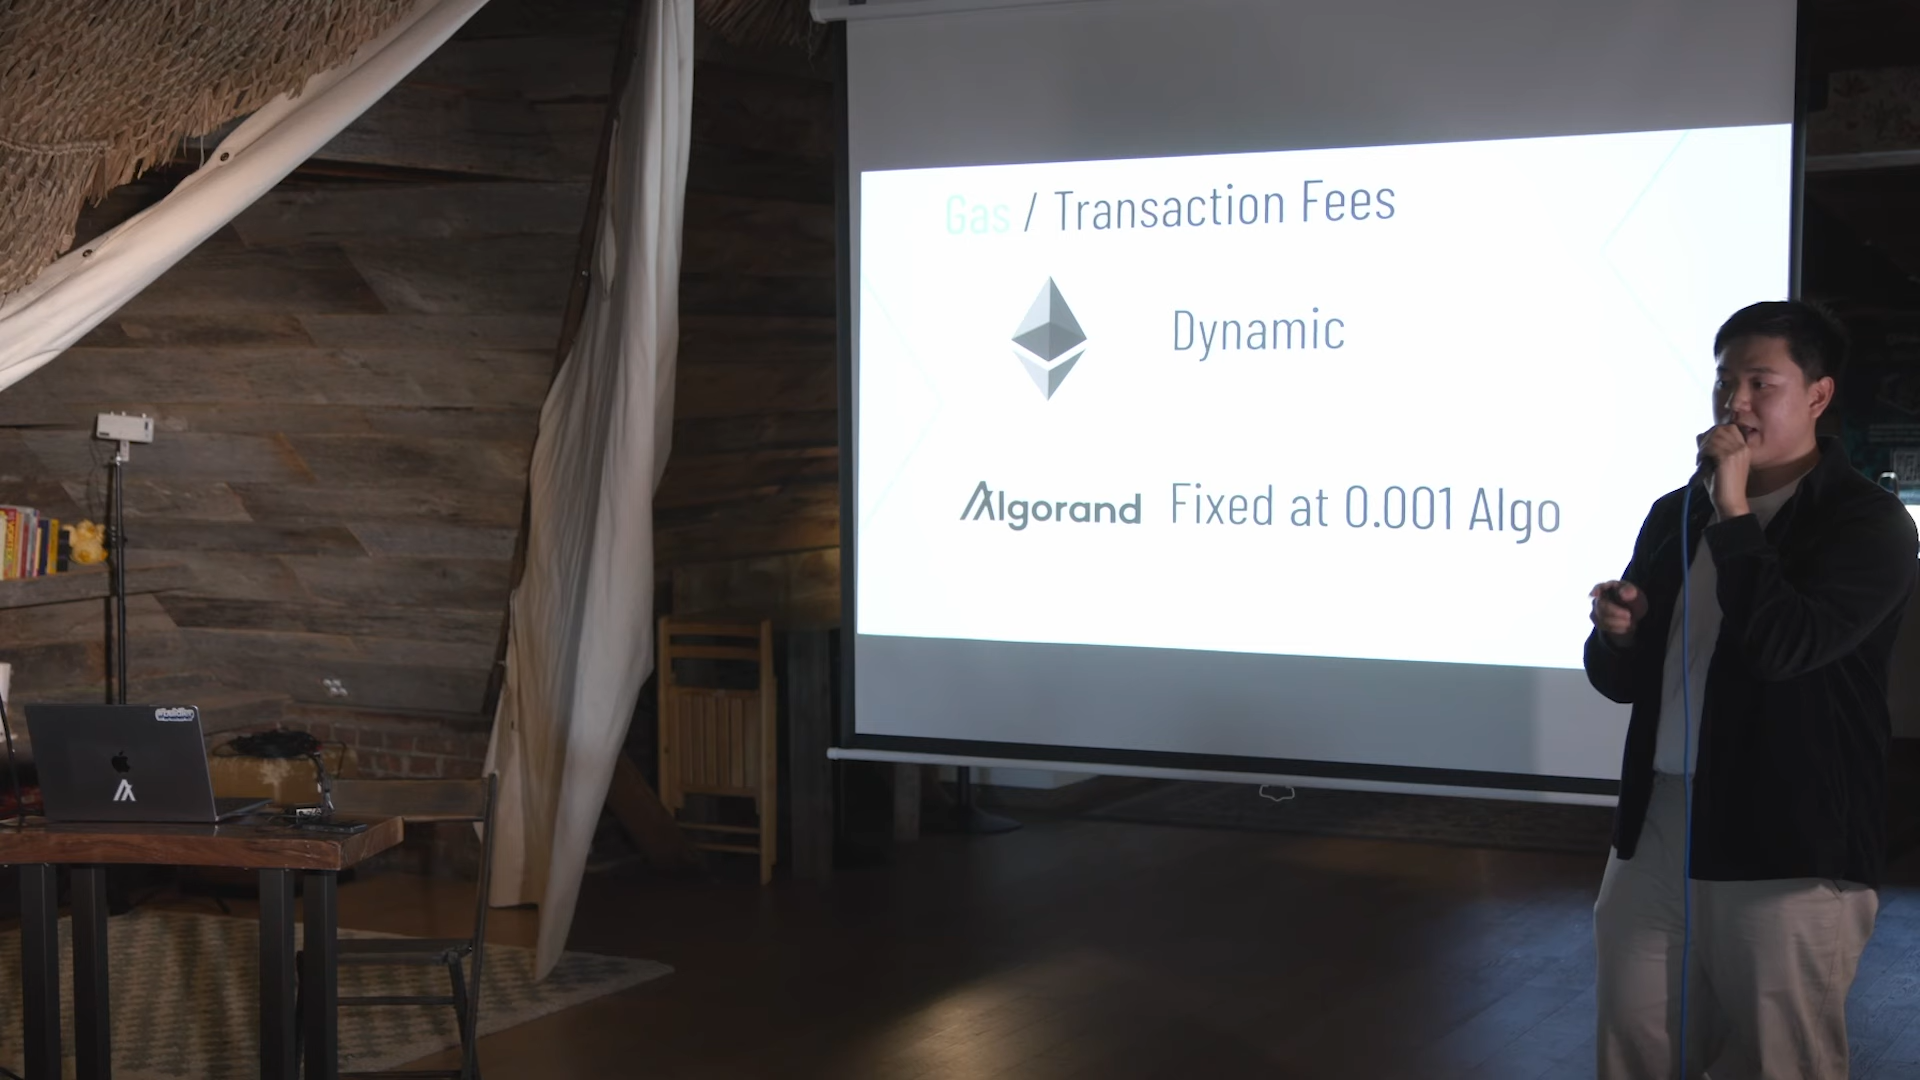 Gas / Transaction Fees
Dynamic
Algorand Fixed at 0.001 Algo